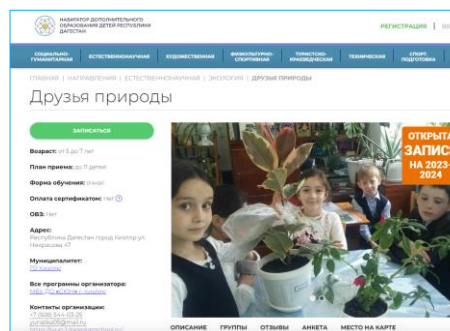 НАВИГАТОР ДОПОЛНИТЕЛЬНОГО
ОБРАЗОВАНИЯ ДЕТЕЙ РЕСПУБЛИКИ
ДАГЕСТАН
РЕГИСТРАЦИЯ
СОЦИАЛЬНО-
ГУМАНИТАРНАЯ
ЕСТЕСТВЕННОНАУЧНАЯ
ХУДОЖЕСТВЕННАЯ
ФИЗКУЛЬТУРНО-
СПОРТИВНАЯ
ТУРИСТСКО-
КРАЕВЕДЧЕСКАЯ
ТЕХНИЧЕСКАЯ
СПОРТ.
ПОДГОТОВКА
ГЛАВНАЯ | НАПРАВЛЕНИЯ | ЕСТЕСТВЕННОНАУЧНАЯ | ЭКОЛОГИЯ | ДРУЗЬЯ ПРИРОДЫ
Друзья природы
ЗАПИСАТЬСЯ
Возраст: от 5 до 7 лет
План приема: до 11 детей
Форма обучения: очная
Оплата сертификатом: Нет
ОВЗ: Нет
Адрес:
Республика Дагестан город Кизляр ул.
Некрасова, 47
Муниципалитет:
ГО Кизляр
Все программы организатора:
Контакты организации:
ОТКРЫТА
ЗАПИСЬ
НА 2023-
2024
ОПИСАНИЕ ГРУППЫ ОТЗЫВЫ АНКЕТА МЕСТО НА КАРТЕ